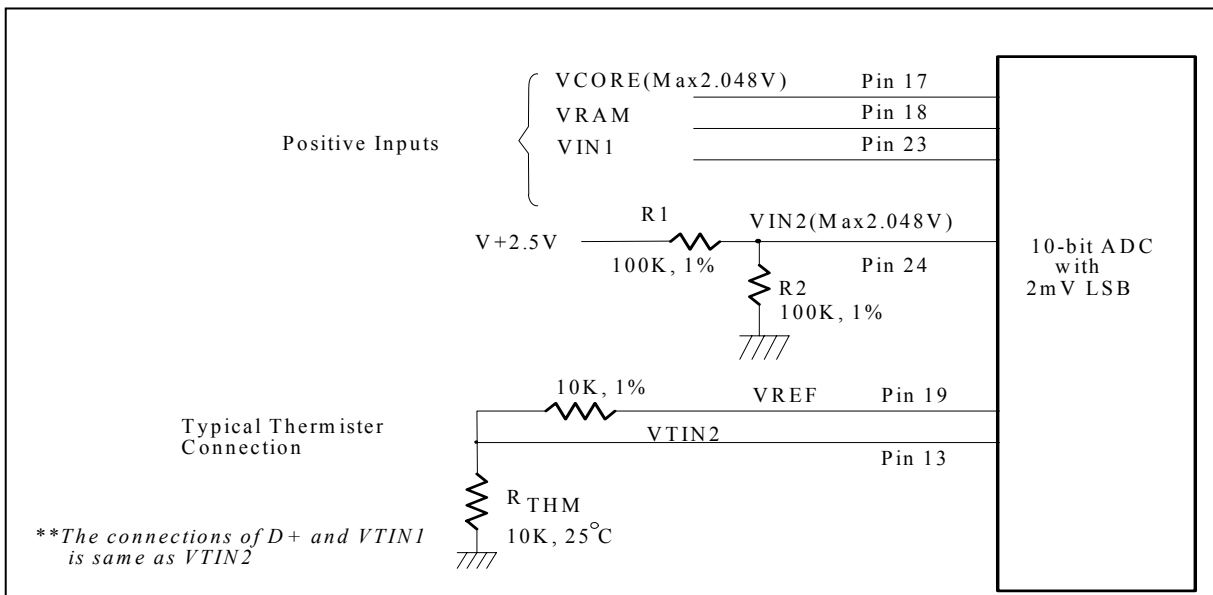 VCORE(Max2.048V) Pin 17
VRAM Pin 18
Positive Inputs VIN1 Pin 23
R1 VIN2(Max2.048V)
V+2.5V
100K, 1% Pin 24
R2
100K, 1%
10-bit ADC
with
2mV LSB
10K, 1% VREF Pin 19
Typical Thermister
Connection
VTIN2
Pin 13
R THM
10K, 25°C
**The connections of D+ and VTIN1
is same as VTIN2